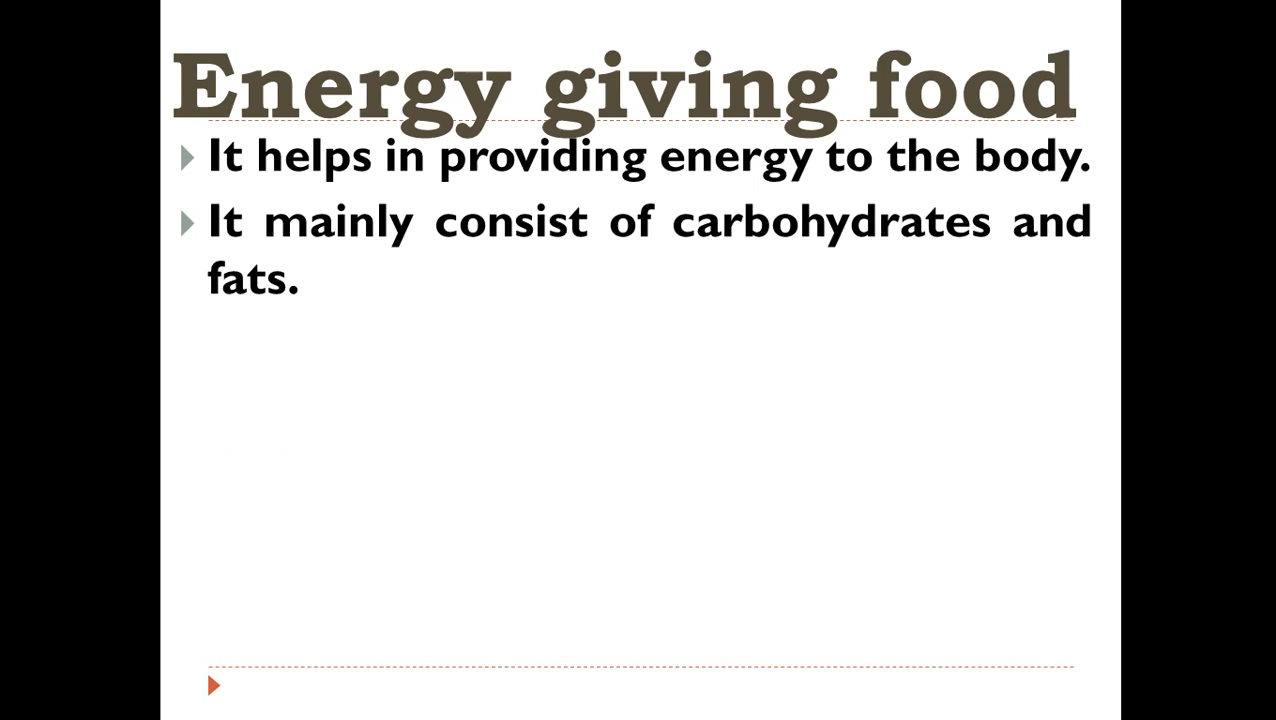 Energy giving food
It helps in providing energy to the body.
It mainly consist of carbohydrates and
fats.